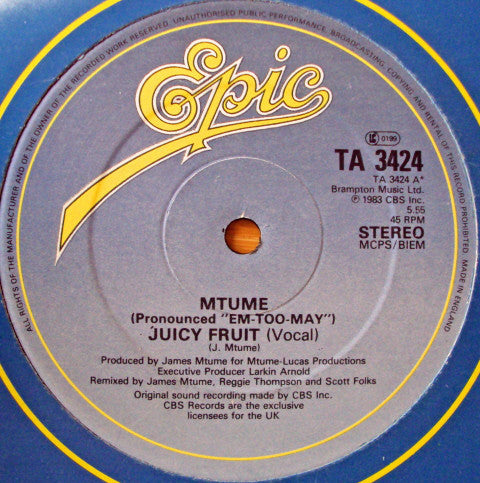 ALL RIGHTS OF THE MANUFACTURER AND OF THE OWNER OF THE RECORDED WORK RESERVED. UNAUTHORISED PUBLIC PERFORMANCE, BROADCASTING, COPYING AND RENTAL OF THIS RECORD PROHIBITED. MADE IN ENGLAND
Epic
K 0199
TA 3424
TA 3424 A*
Brampton Music Ltd.
℗ 1983 CBS Inc.
5.55
45 RPM
STEREO
MCPS/BIEM
MTUME
(Pronounced "EM-TOO-MAY")
JUICY FRUIT (Vocal)
(J. Mtume)
Produced by James Mtume for Mtume-Lucas Productions
Executive Producer Larkin Arnold
Remixed by James Mtume, Reggie Thompson and Scott Folks
Original sound recording made by CBS Inc.
CBS Records are the exclusive
licensees for the UK